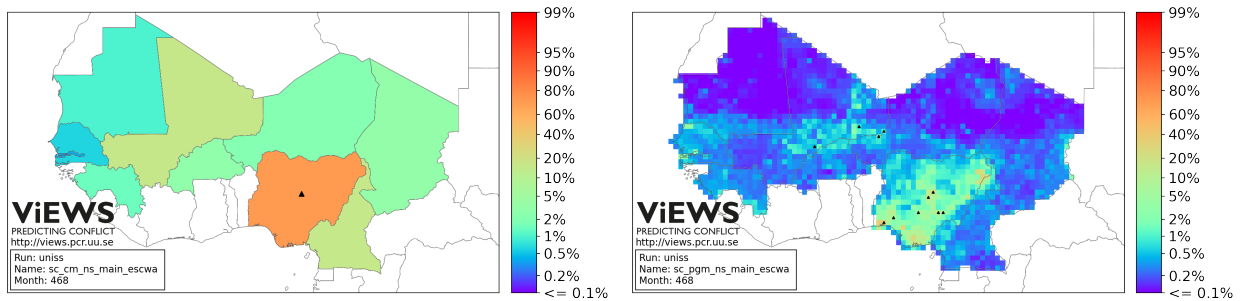 ViEWS
PREDICTING CONFLICT
http://views.pcr.uu.se
Run: uniss
Name: sc_cm_ns_main_escwa
Month: 468
99%
95%
90%
80%
60%
40%
20%
10%
5%
2%
1%
0.5%
0.2%
<= 0.1%
ViEWS
PREDICTING CONFLICT
http://views.pcr.uu.se
Run: uniss
Name: sc_pgm_ns_main_escwa
Month: 468
99%
95%
90%
80%
60%
40%
20%
10%
5%
2%
1%
0.5%
0.2%
<= 0.1%